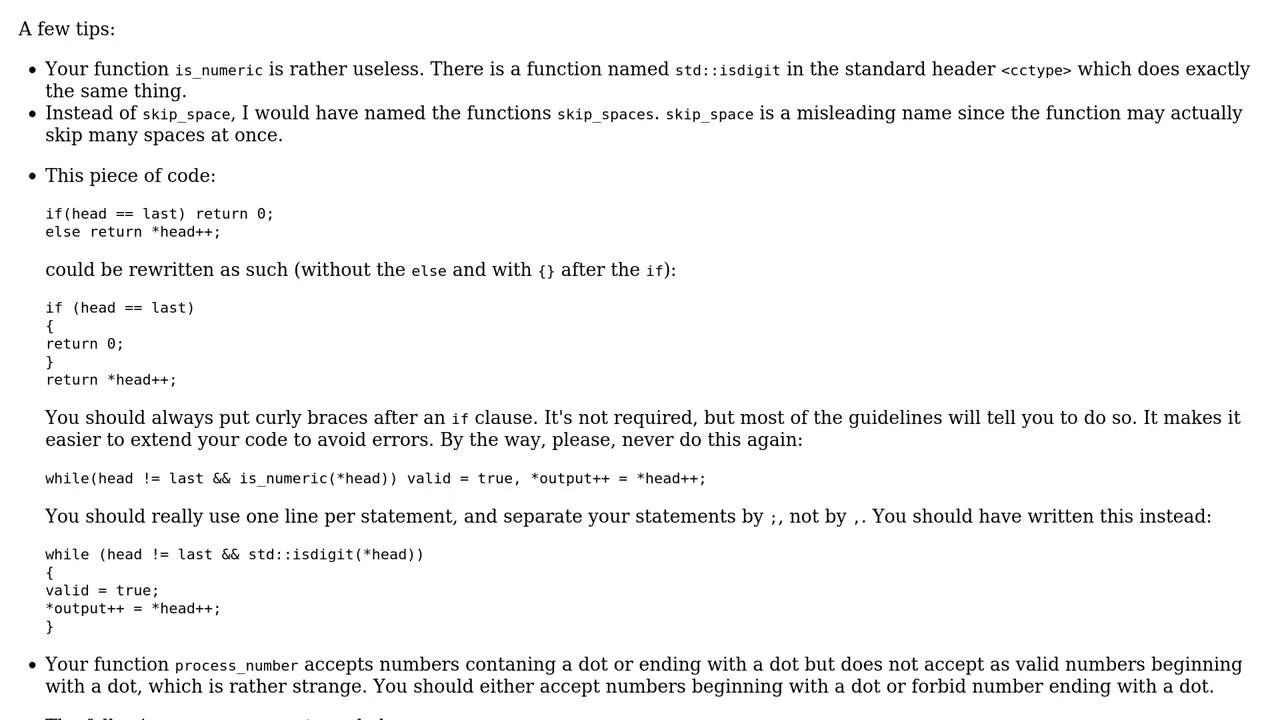 A few tips:
• Your function is_numeric is rather useless. There is a function named std::isdigit in the standard header <cctype> which does exactly
the same thing.
• Instead of skip_space, I would have named the functions skip_spaces. skip_space is a misleading name since the function may actually
skip many spaces at once.
• This piece of code:
if(head == last) return 0;
else return *head++;
could be rewritten as such (without the else and with {} after the if):
if (head == last)
{
return 0;
}
return *head++;
You should always put curly braces after an if clause. It's not required, but most of the guidelines will tell you to do so. It makes it
easier to extend your code to avoid errors. By the way, please, never do this again:
while(head != last && is_numeric(*head)) valid = true, *output++ = *head++;
You should really use one line per statement, and separate your statements by ;, not by ,. You should have written this instead:
while (head != last && std::isdigit(*head))
{
valid = true;
*output++ = *head++;
}
• Your function process_number accepts numbers contaning a dot or ending with a dot but does not accept as valid numbers beginning
with a dot, which is rather strange. You should either accept numbers beginning with a dot or forbid number ending with a dot.